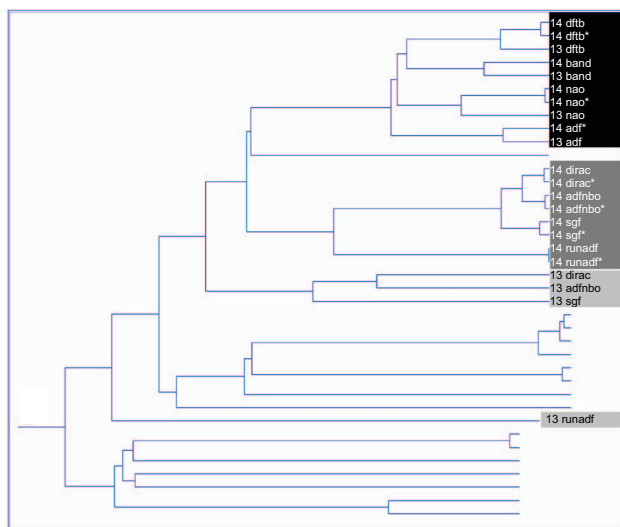 14 dftb
14 dftb*
13 dftb
14 band
13 band
14 nao
14 nao*
13 nao
14 adf*
13 adf
14 dirac
14 dirac*
14 adfnbo
14 adfnbo*
14 sgf
14 sgf*
14 runadf
14 runadf*
13 dirac
13 adfnbo
13 sgf
13 runadf